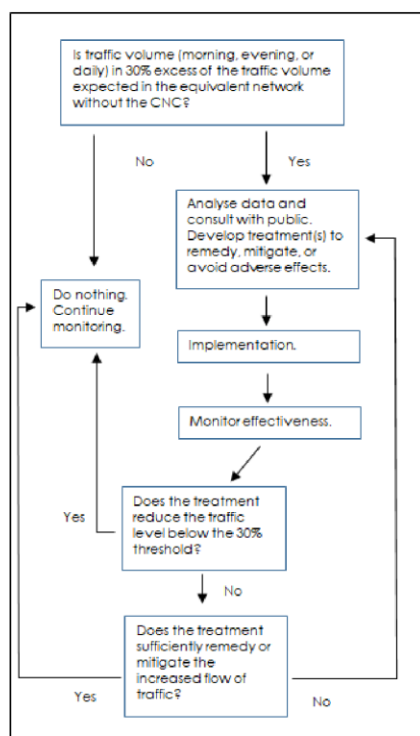 Is traffic volume (morning, evening, or
daily) in 30% excess of the traffic volume
expected in the equivalent network
without the CNC?
No
Yes
Analyse data and
consult with public.
Develop treatment(s) to
remedy, mitigate, or
avoid adverse effects.
Do nothing.
Continue
monitoring.
Implementation.
Monitor effectiveness.
Does the treatment
reduce the traffic
level below the 30%
threshold?
Yes
No
Does the treatment
sufficiently remedy or
mitigate the
increased flow of
traffic?
Yes
No